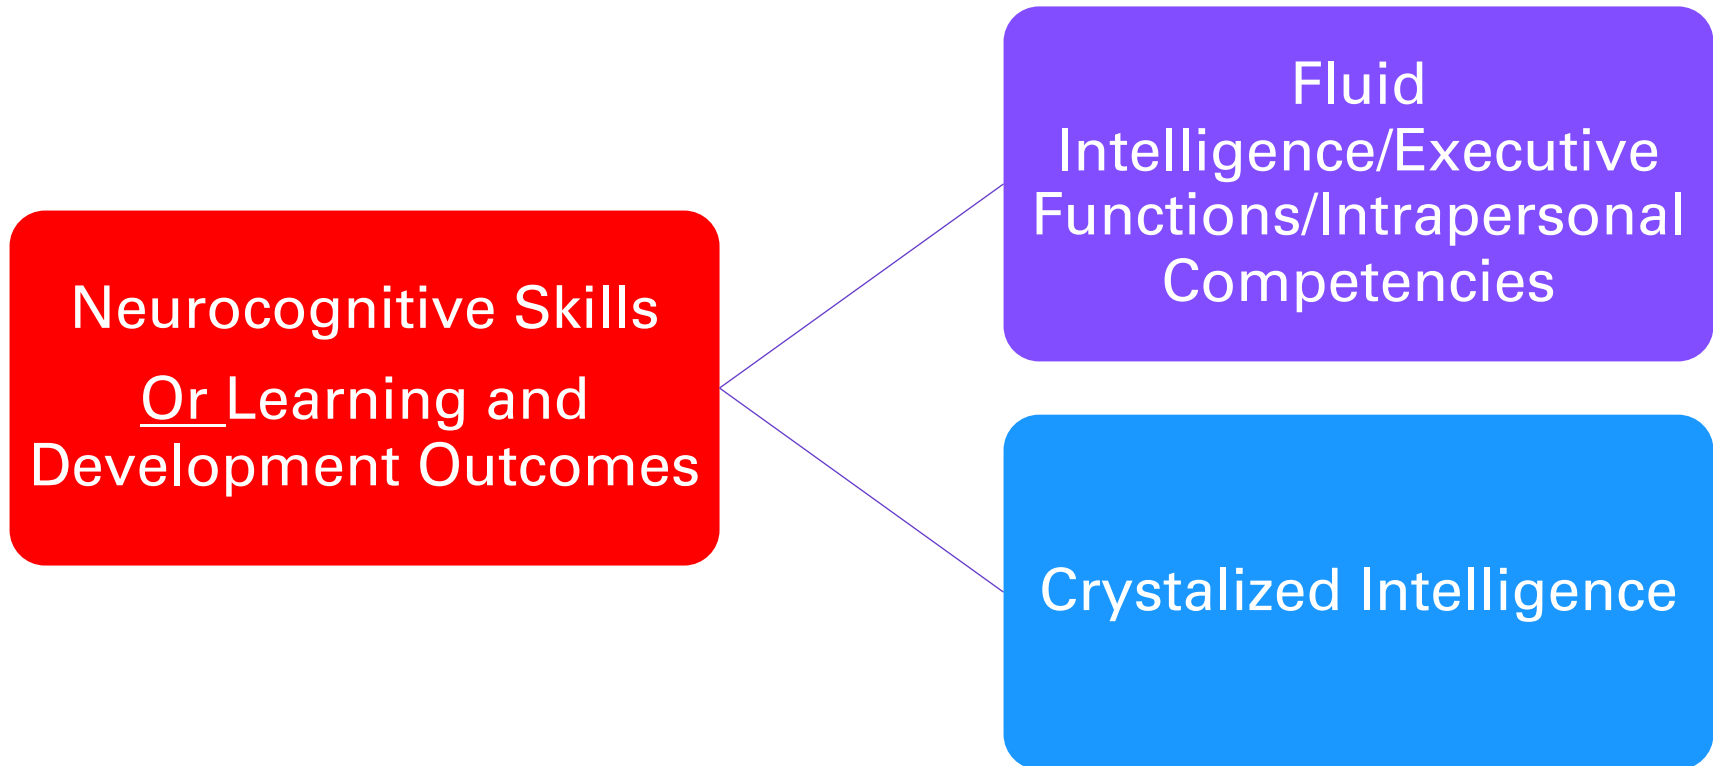 Neurocognitive Skills
Or Learning and
Development Outcomes
Fluid
Intelligence/Executive
Functions/Intrapersonal
Competencies
Crystalized Intelligence